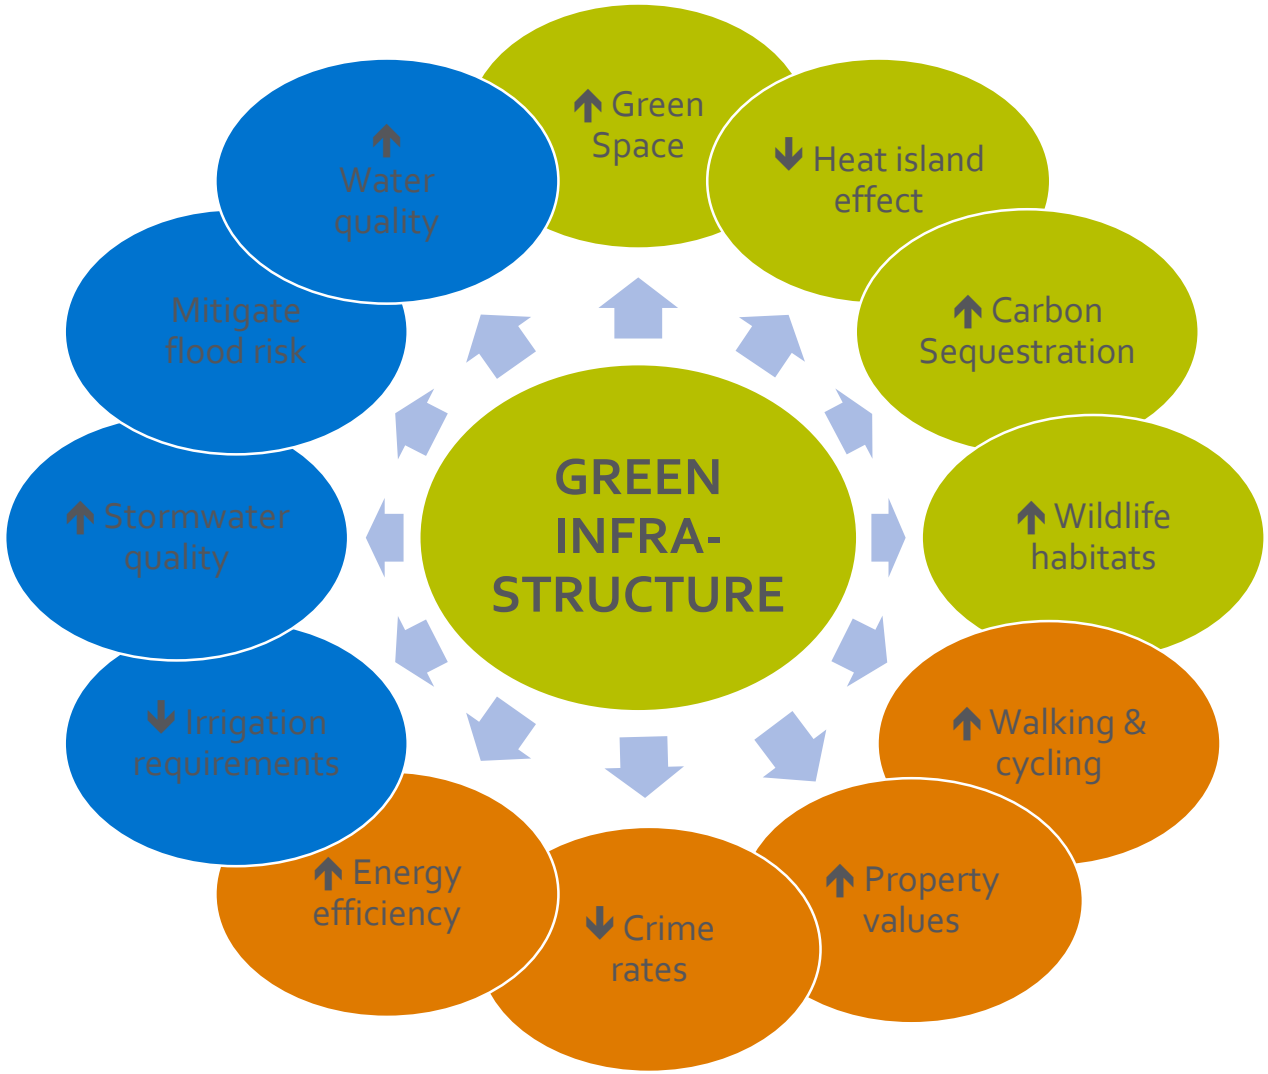 🡹 Green
Space
🡻 Heat island
effect
🡹 Carbon
Sequestration
🡹 Wildlife
habitats
🡹 Walking &
cycling
🡹 Property
values
🡻 Crime
rates
🡹 Energy
efficiency
🡻 Irrigation
requirements
🡹 Stormwater
quality
Mitigate
flood risk
🡹
Water
quality
GREEN
INFRA-
STRUCTURE